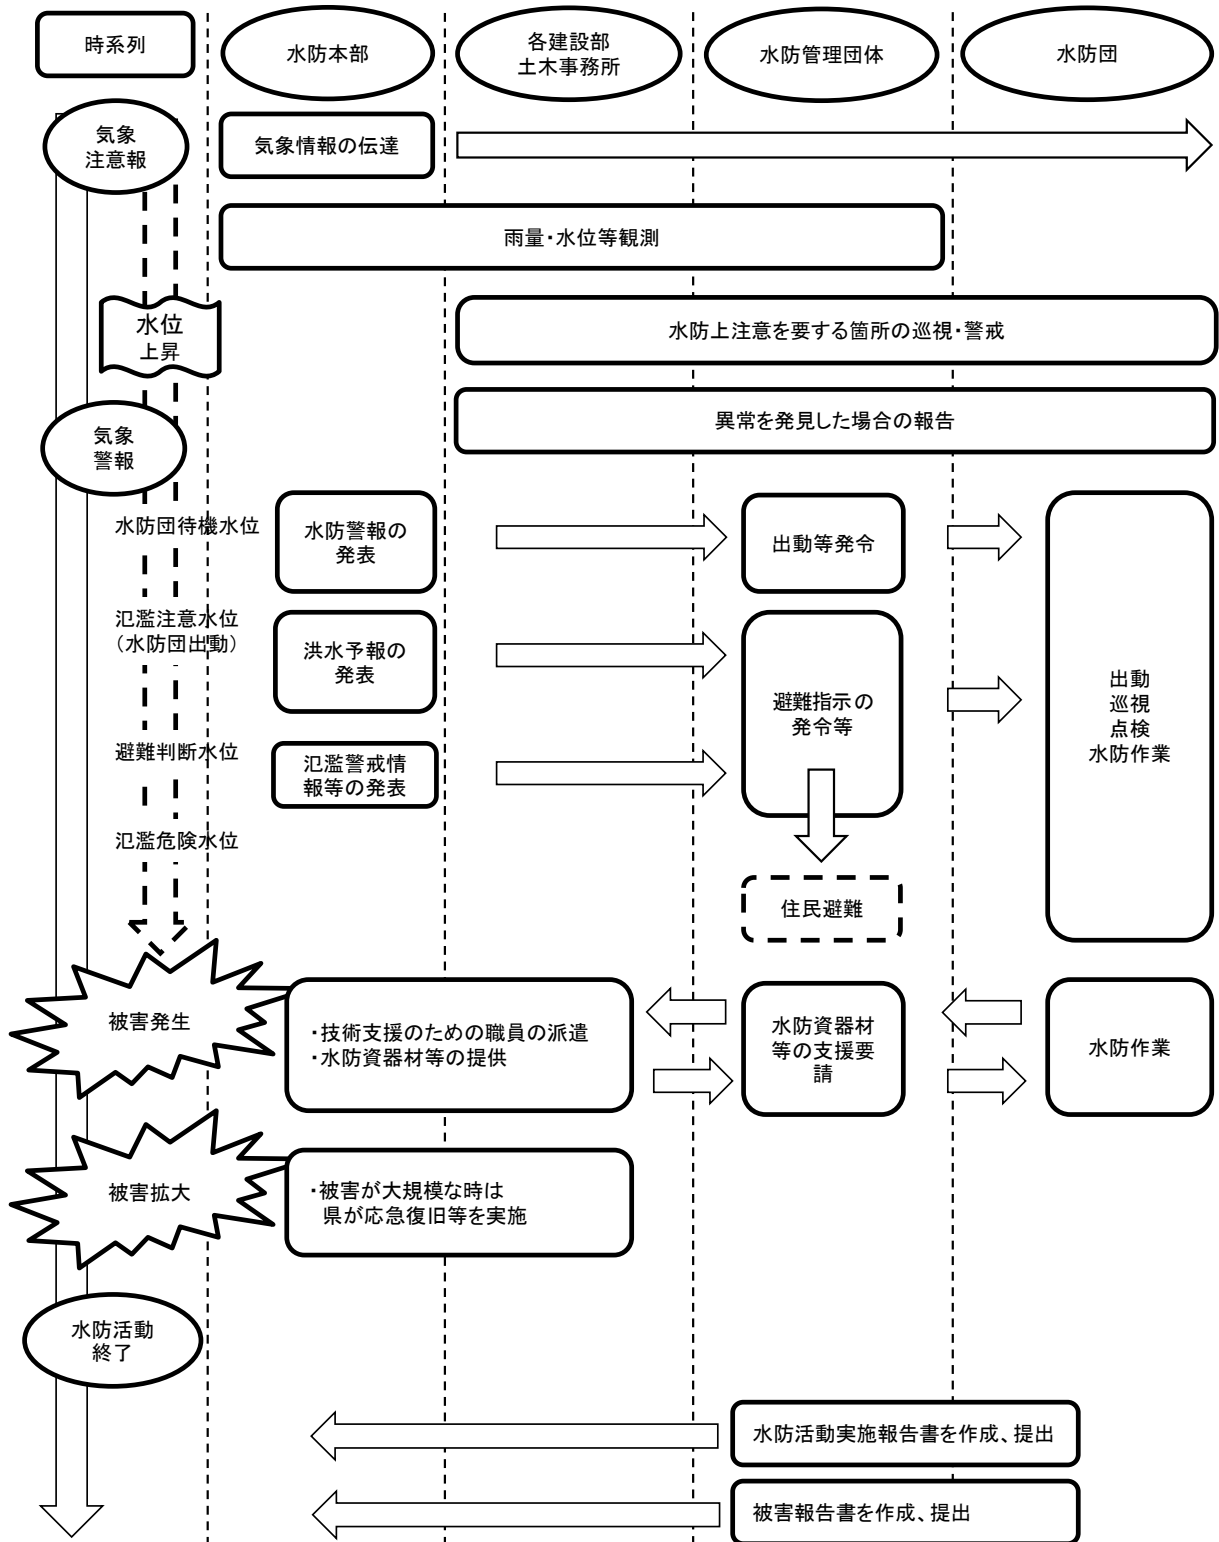 時系列
水防本部
各建設部
土木事務所
水防管理団体
水防団
気象
注意報
気象情報の伝達
雨量・水位等観測
水位
上昇
水防上注意を要する箇所の巡視・警戒
異常を発見した場合の報告
気象
警報
水防団待機水位
水防警報の
発表
出動等発令
氾濫注意水位
（水防団出動）
洪水予報の
発表
避難指示の
発令等
出動
巡視
点検
水防作業
避難判断水位
氾濫警戒情
報等の発表
氾濫危険水位
住民避難
被害発生
・技術支援のための職員の派遣
・水防資器材等の提供
水防資器材
等の支援要
請
水防作業
被害拡大
・被害が大規模な時は
県が応急復旧等を実施
水防活動
終了
水防活動実施報告書を作成、提出
被害報告書を作成、提出